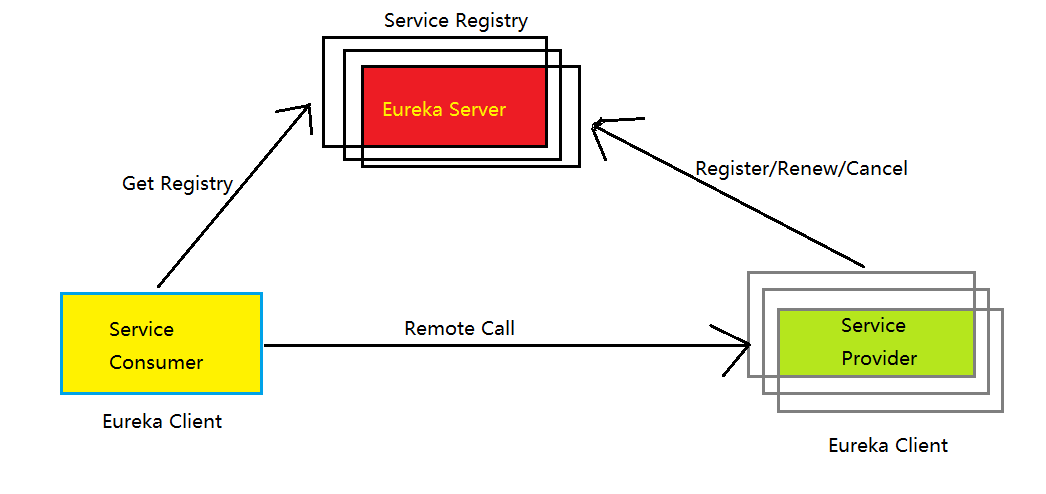 Service Registry
Eureka Server
Get Registry
Register/Renew/Cancel
Service
Consumer
Remote Call
Service
Provider
Eureka Client
Eureka Client